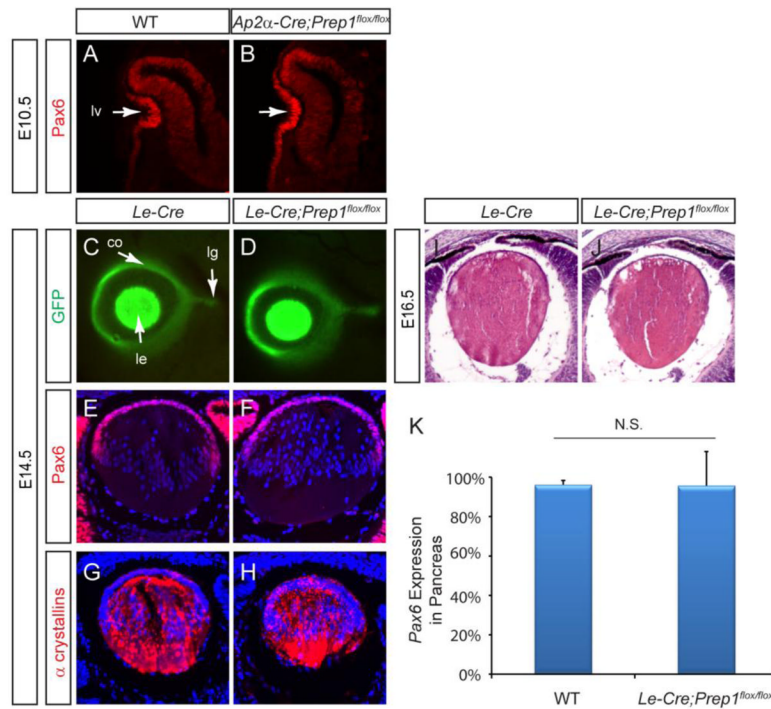 WT
Ap2α-Cre;Prep1flox/flox
E10.5
Pax6
A
lv
B
Le-Cre
Le-Cre;Prep1flox/flox
Le-Cre
Le-Cre;Prep1flox/flox
E14.5
GFP
C
co
lg
le
D
E16.5
I
J
Pax6
E
F
α crystallins
G
H
K
N.S.
100%
80%
60%
40%
20%
0%
Pax6 Expression
in Pancreas
WT
Le-Cre;Prep1flox/flox